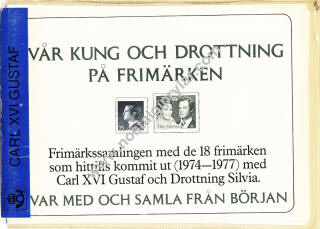 CARL XVI GUSTAF
VÅR KUNG OCH DROTTNING
PÅ FRIMÄRKEN
Frimärkssamlingen med de 18 frimärken
som hittills kommit ut (1974—1977) med
Carl XVI Gustaf och Drottning Silvia.
VAR MED OCH SAMLA FRÅN BÖRJAN